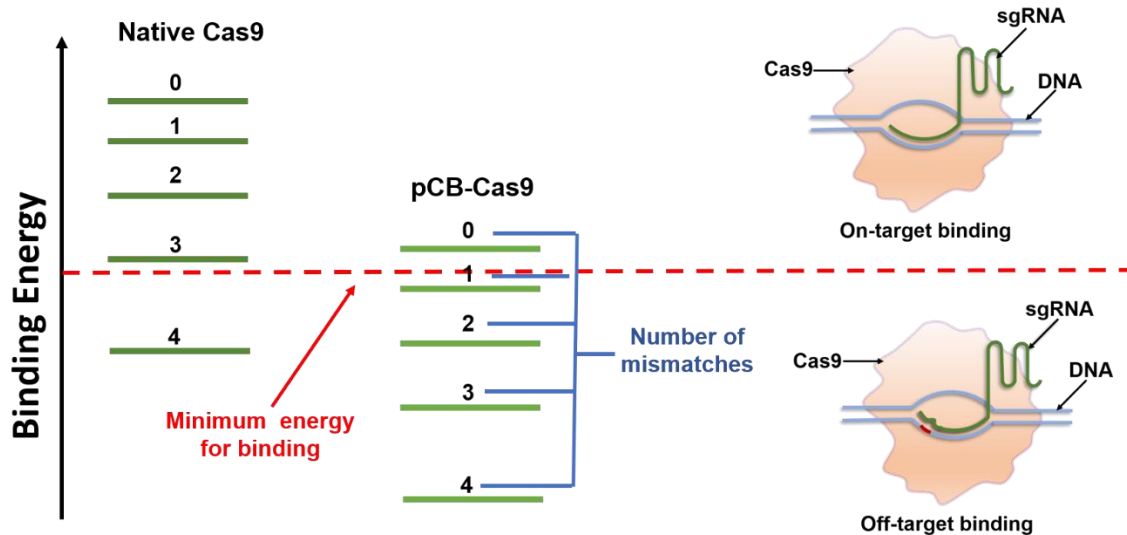 Binding Energy
Native Cas9
0
1
2
3
4
pCB-Cas9
0
1
2
3
4
Number of
mismatches
Minimum energy
for binding
sgRNA
Cas9
DNA
On-target binding
sgRNA
Cas9
DNA
Off-target binding